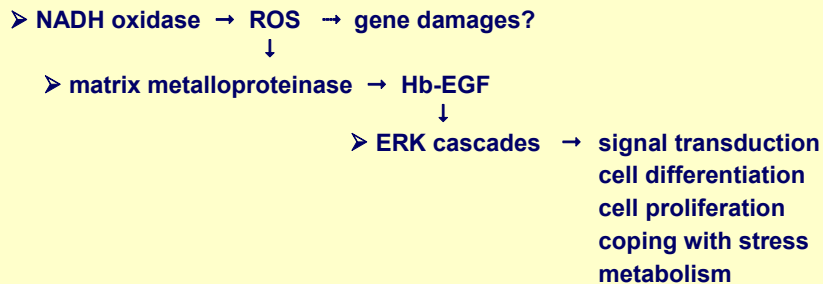 ➢ NADH oxidase → ROS ⇢ gene damages?
↓
➢ matrix metalloproteinase → Hb-EGF
↓
➢ ERK cascades → signal transduction
cell differentiation
cell proliferation
coping with stress
metabolism